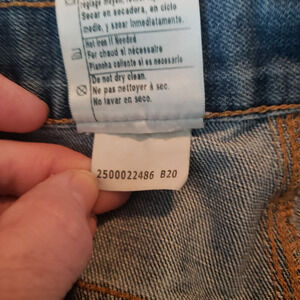 Secar en secadora, en ciclo
medio, y sacar inmediatamente.
Hot Iron If Needed
Fer chaud si nécessaire
Plancha caliente si es necesario
Do not dry clean.
Ne pas nettoyer à sec.
No lavar en seco.
2500022486 B20